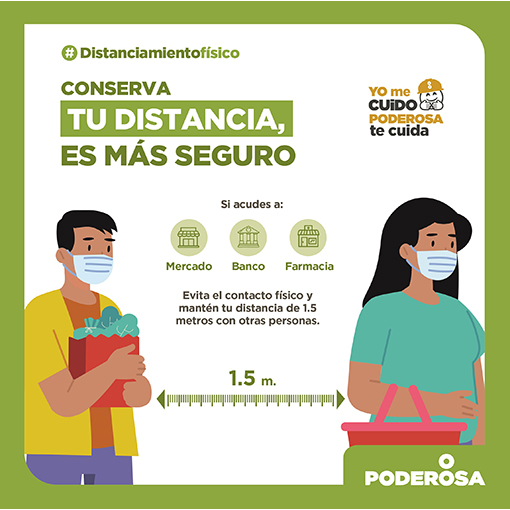 #Distanciamientofísico
CONSERVA
TU DISTANCIA,
ES MÁS SEGURO
YO me
CUiDO
PODEROSA
te cuida
Si acudes a:
Mercado Banco Farmacia
Evita el contacto físico y
mantén tu distancia de 1.5
metros con otras personas.
1.5 m.
PODEROSA